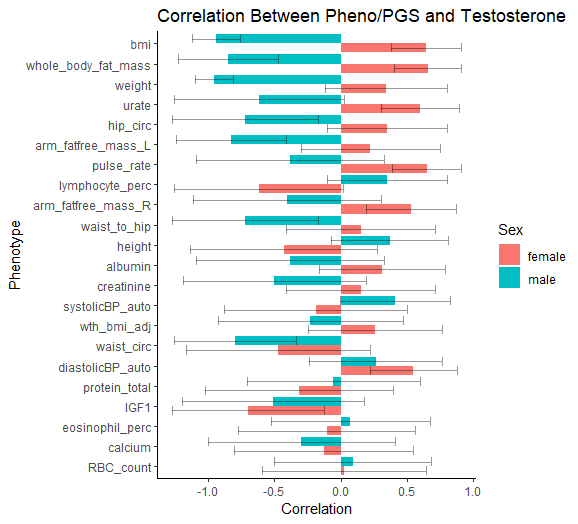 Correlation Between Pheno/PGS and Testosterone
Phenotype
bmi
whole_body_fat_mass
weight
urate
hip_circ
arm_fatfree_mass_L
pulse_rate
lymphocyte_perc
arm_fatfree_mass_R
waist_to_hip
height
albumin
creatinine
systolicBP_auto
wth_bmi_adj
waist_circ
diastolicBP_auto
protein_total
IGF1
eosinophil_perc
calcium
RBC_count
-1.0 -0.5 0.0 0.5 1.0
Correlation
Sex
female
male